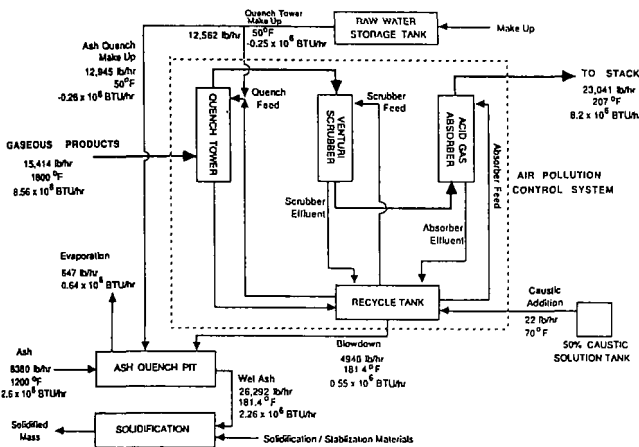 Quench Tower
Make Up
12,562 lb/hr
50°F
-0.25 x 10⁶
BTU/hr
RAW WATER
STORAGE TANK
Make Up
Ash Quench
Make Up
12,945 lb/hr
50°F
-0.26 x 10⁶
BTU/hr
Quench
Feed
QUENCH TOWER
VENTURI
SCRUBBER
Scrubber
Feed
ACID GAS
ABSORBER
Absorber Feed
TO STACK
23,041 lb/hr
207 °F
8.2 x 10⁶
BTU/hr
GASEOUS PRODUCTS
15,414 lb/hr
1800 °F
8.56 x 10⁶
BTU/hr
AIR POLLUTION
CONTROL SYSTEM
Scrubber
Effluent
Absorber
Effluent
Evaporation
647 lb/hr
0.64 x 10⁶
BTU/hr
RECYCLE TANK
Caustic
Addition
22 lb/hr
70°F
50% CAUSTIC
SOLUTION TANK
Blowdown
4940 lb/hr
181.4 °F
0.55 x 10⁶
BTU/hr
Ash
8380 lb/hr
1200 °F
2.6 x 10⁶
BTU/hr
ASH QUENCH PIT
Wet Ash
26,292 lb/hr
181.4 °F
2.26 x 10⁶
BTU/hr
Solidified
Mass
SOLIDIFICATION
Solidification / Stablization Materials